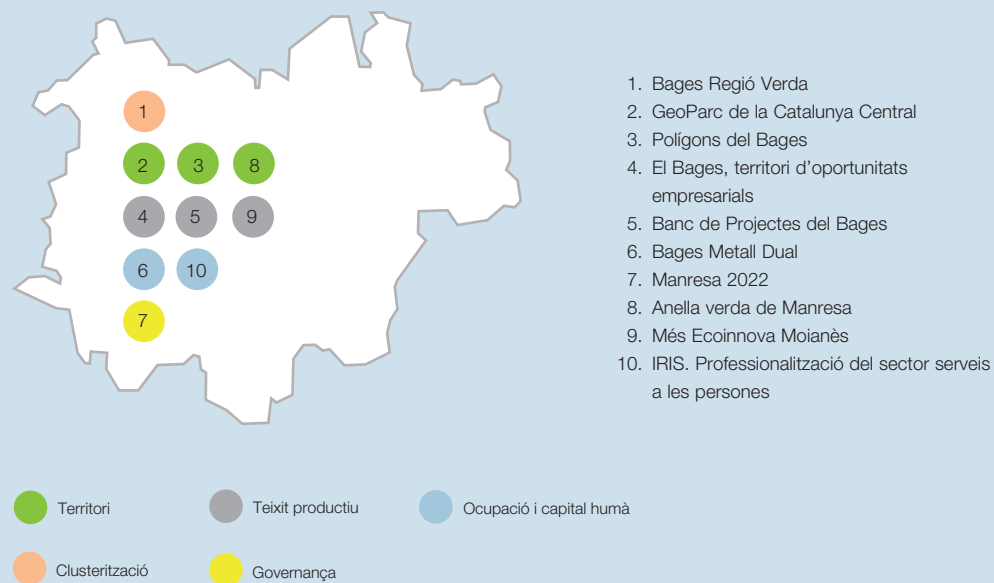 1
2
3
8
4
5
9
6
10
7
1. Bages Regió Verda
2. GeoParc de la Catalunya Central
3. Polígons del Bages
4. El Bages, territori d’oportunitats
empresarials
5. Banc de Projectes del Bages
6. Bages Metall Dual
7. Manresa 2022
8. Anella verda de Manresa
9. Més Ecoinnova Moianès
10. IRIS. Professionalització del sector serveis
a les persones
Territori
Teixit productiu
Ocupació i capital humà
Clusterització
Governança